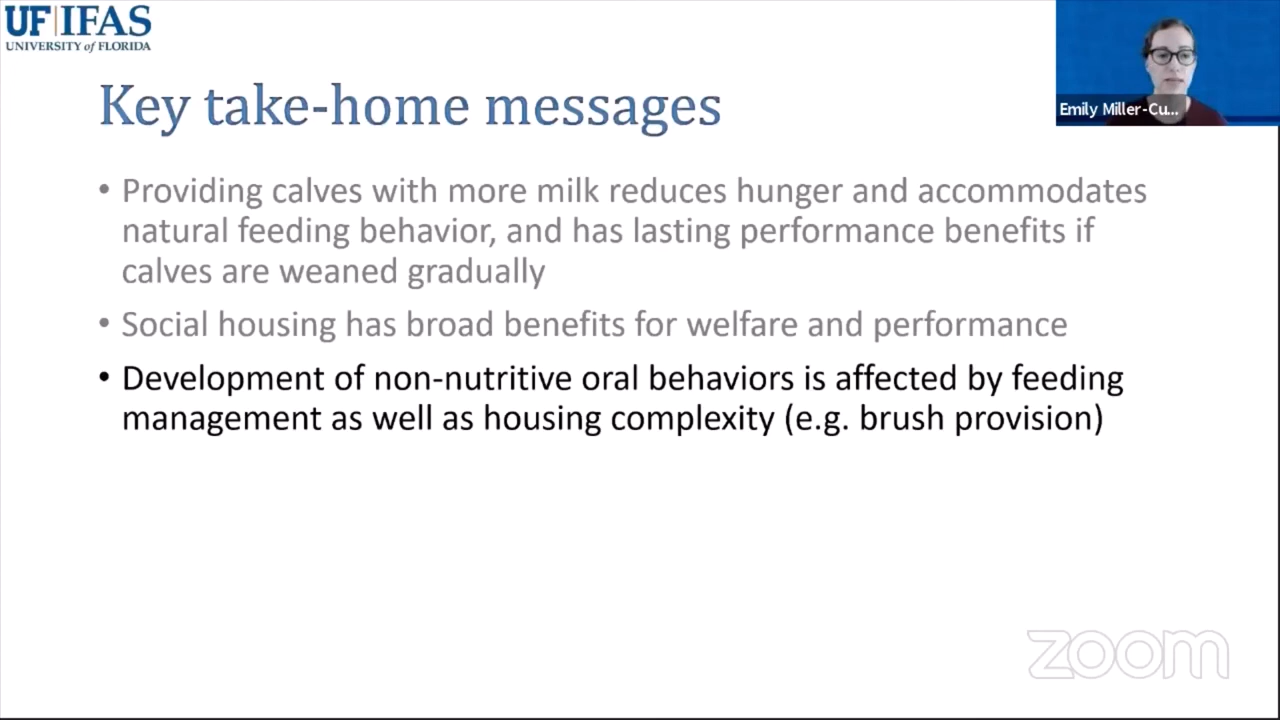 UF|IFAS
UNIVERSITY of FLORIDA
Emily Miller-Cu...
Key take-home messages
• Providing calves with more milk reduces hunger and accommodates
natural feeding behavior, and has lasting performance benefits if
calves are weaned gradually
• Social housing has broad benefits for welfare and performance
• Development of non-nutritive oral behaviors is affected by feeding
management as well as housing complexity (e.g. brush provision)
zoom